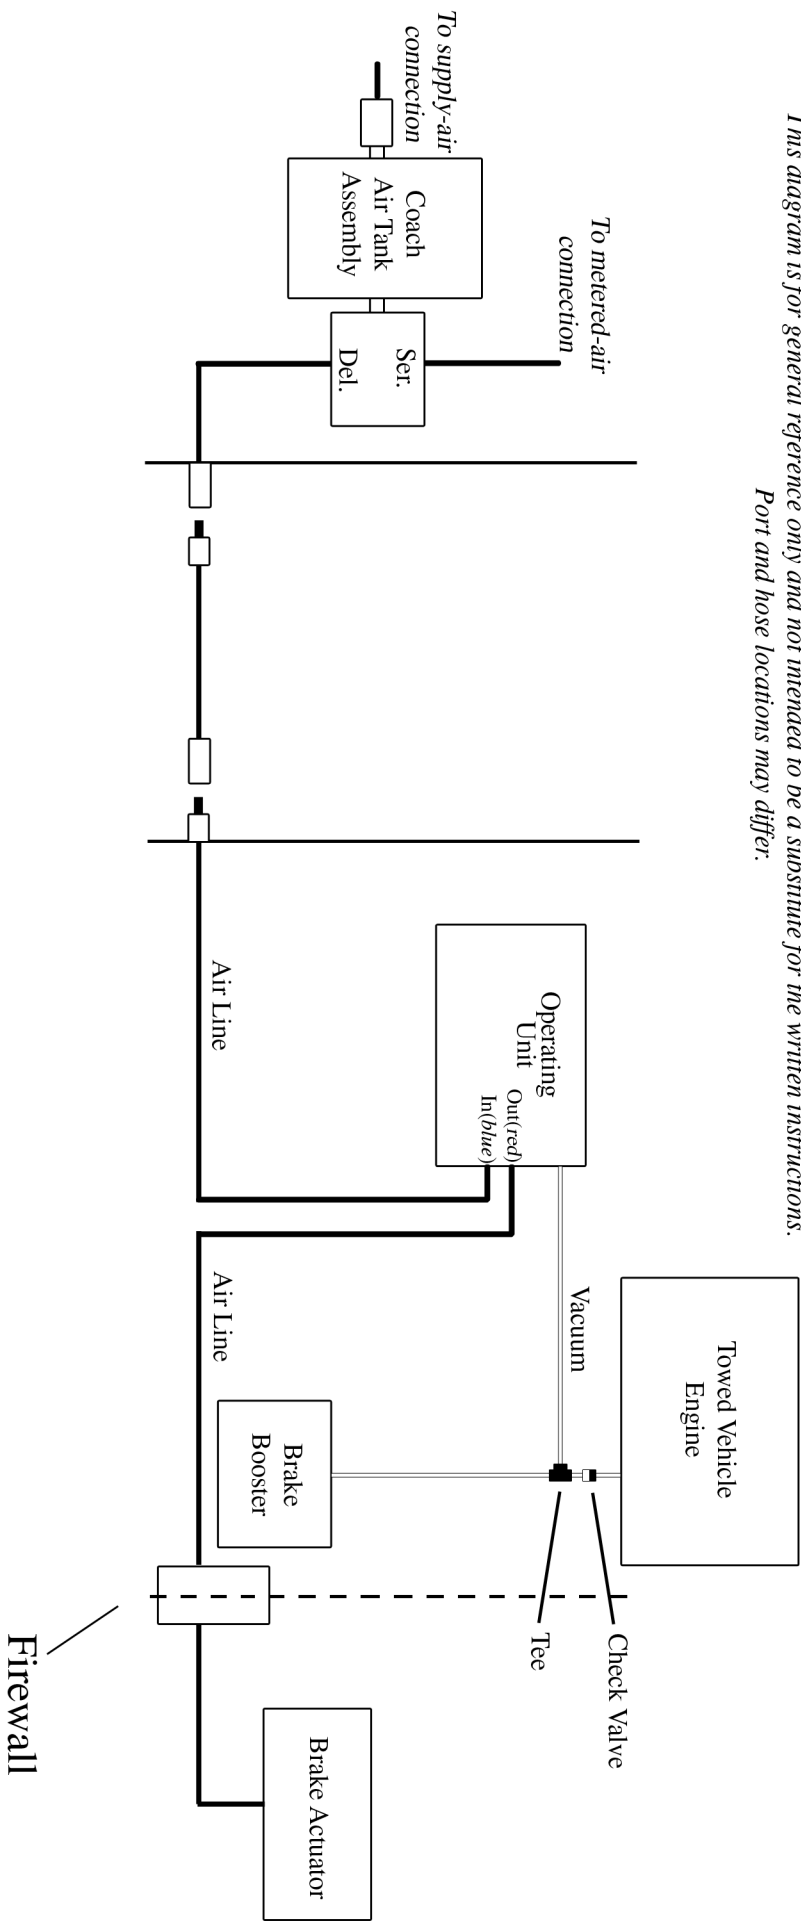 This diagram is for general reference only and not intended to be a substitute for the written instructions.
Port and hose locations may differ.
To supply-air
connection
Coach
Air Tank
Assembly
To metered-air
connection
Ser.
Del.
Air Line
Operating
Unit
Out(red)
In(blue)
Vacuum
Towed Vehicle
Engine
Air Line
Brake
Booster
Tee
Check Valve
Firewall
Brake Actuator